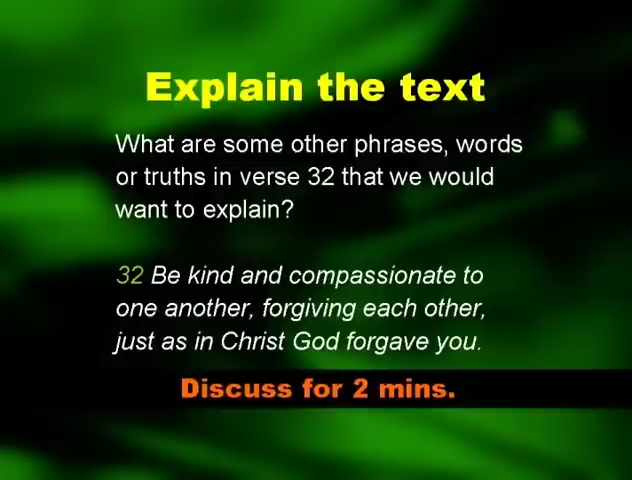 Explain the text
What are some other phrases, words
or truths in verse 32 that we would
want to explain?
32 Be kind and compassionate to
one another, forgiving each other,
just as in Christ God forgave you.
Discuss for 2 mins.